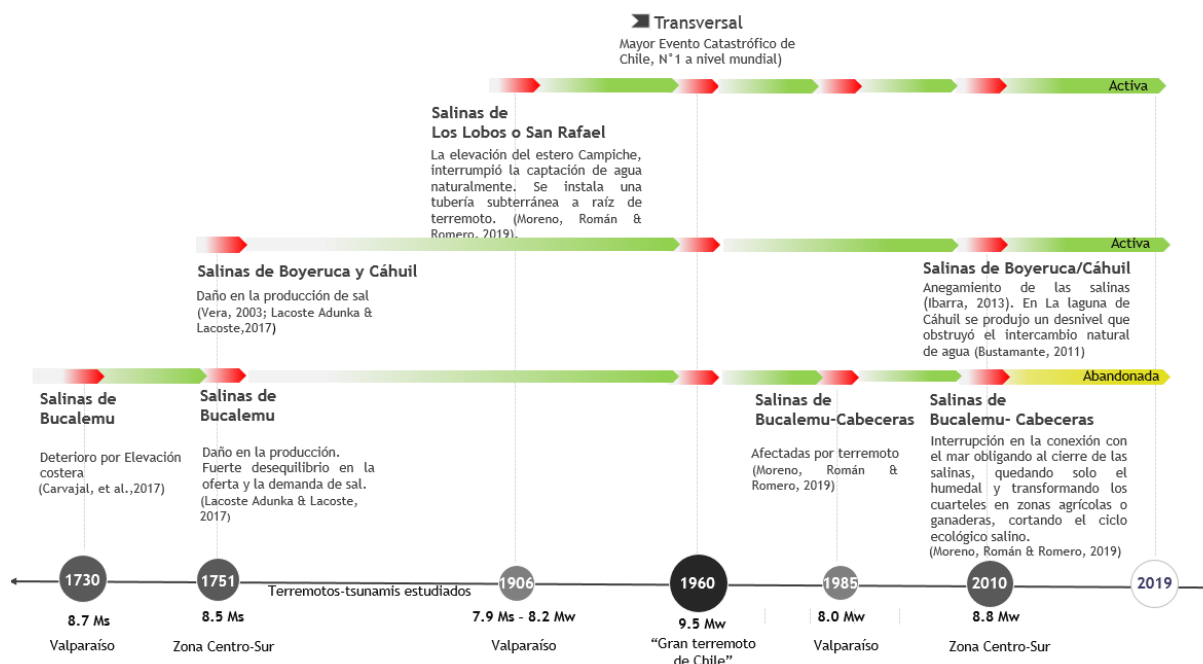 Transversal
Mayor Evento Catastrófico de
Chile, N°1 a nivel mundial)
Activa
Salinas de
Los Lobos o San Rafael
La elevación del estero Campiche,
interrumpió la captación de agua
naturalmente. Se instala una
tubería subterránea a raíz de
terremoto. (Moreno, Román &
Romero, 2019).
Activa
Salinas de Boyeruca y Cáhuil
Daño en la producción de sal
(Vera, 2003; Lacoste Adunka &
Lacoste,2017)
Salinas de Boyeruca/Cáhuil
Anegamiento de las salinas
(Ibarra, 2013). En La laguna de
Cáhuil se produjo un desnivel que
obstruyó el intercambio natural
de agua (Bustamante, 2011)
Abandonada
Salinas de
Bucalemu
Deterioro por Elevación
costera
(Carvajal, et al.,2017)
Salinas de
Bucalemu
Daño en la producción.
Fuerte desequilibrio en la
oferta y la demanda de sal.
(Lacoste Adunka & Lacoste,
2017)
Salinas de
Bucalemu-Cabeceras
Afectadas por terremoto
(Moreno, Román &
Romero, 2019)
Salinas de
Bucalemu- Cabeceras
Interrupción en la conexión con
el mar obligando al cierre de las
salinas, quedando solo el
humedal y transformando los
cuarteles en zonas agrícolas o
ganaderas, cortando el ciclo
ecológico salino.
(Moreno, Román & Romero, 2019)
1730
1751
Terremotos-tsunamis estudiados
1906
1960
1985
2010
2019
8.7 Ms
Valparaíso
8.5 Ms
Zona Centro-Sur
7.9 Ms - 8.2 Mw
Valparaíso
9.5 Mw
"Gran terremoto
de Chile"
8.0 Mw
Valparaíso
8.8 Mw
Zona Centro-Sur